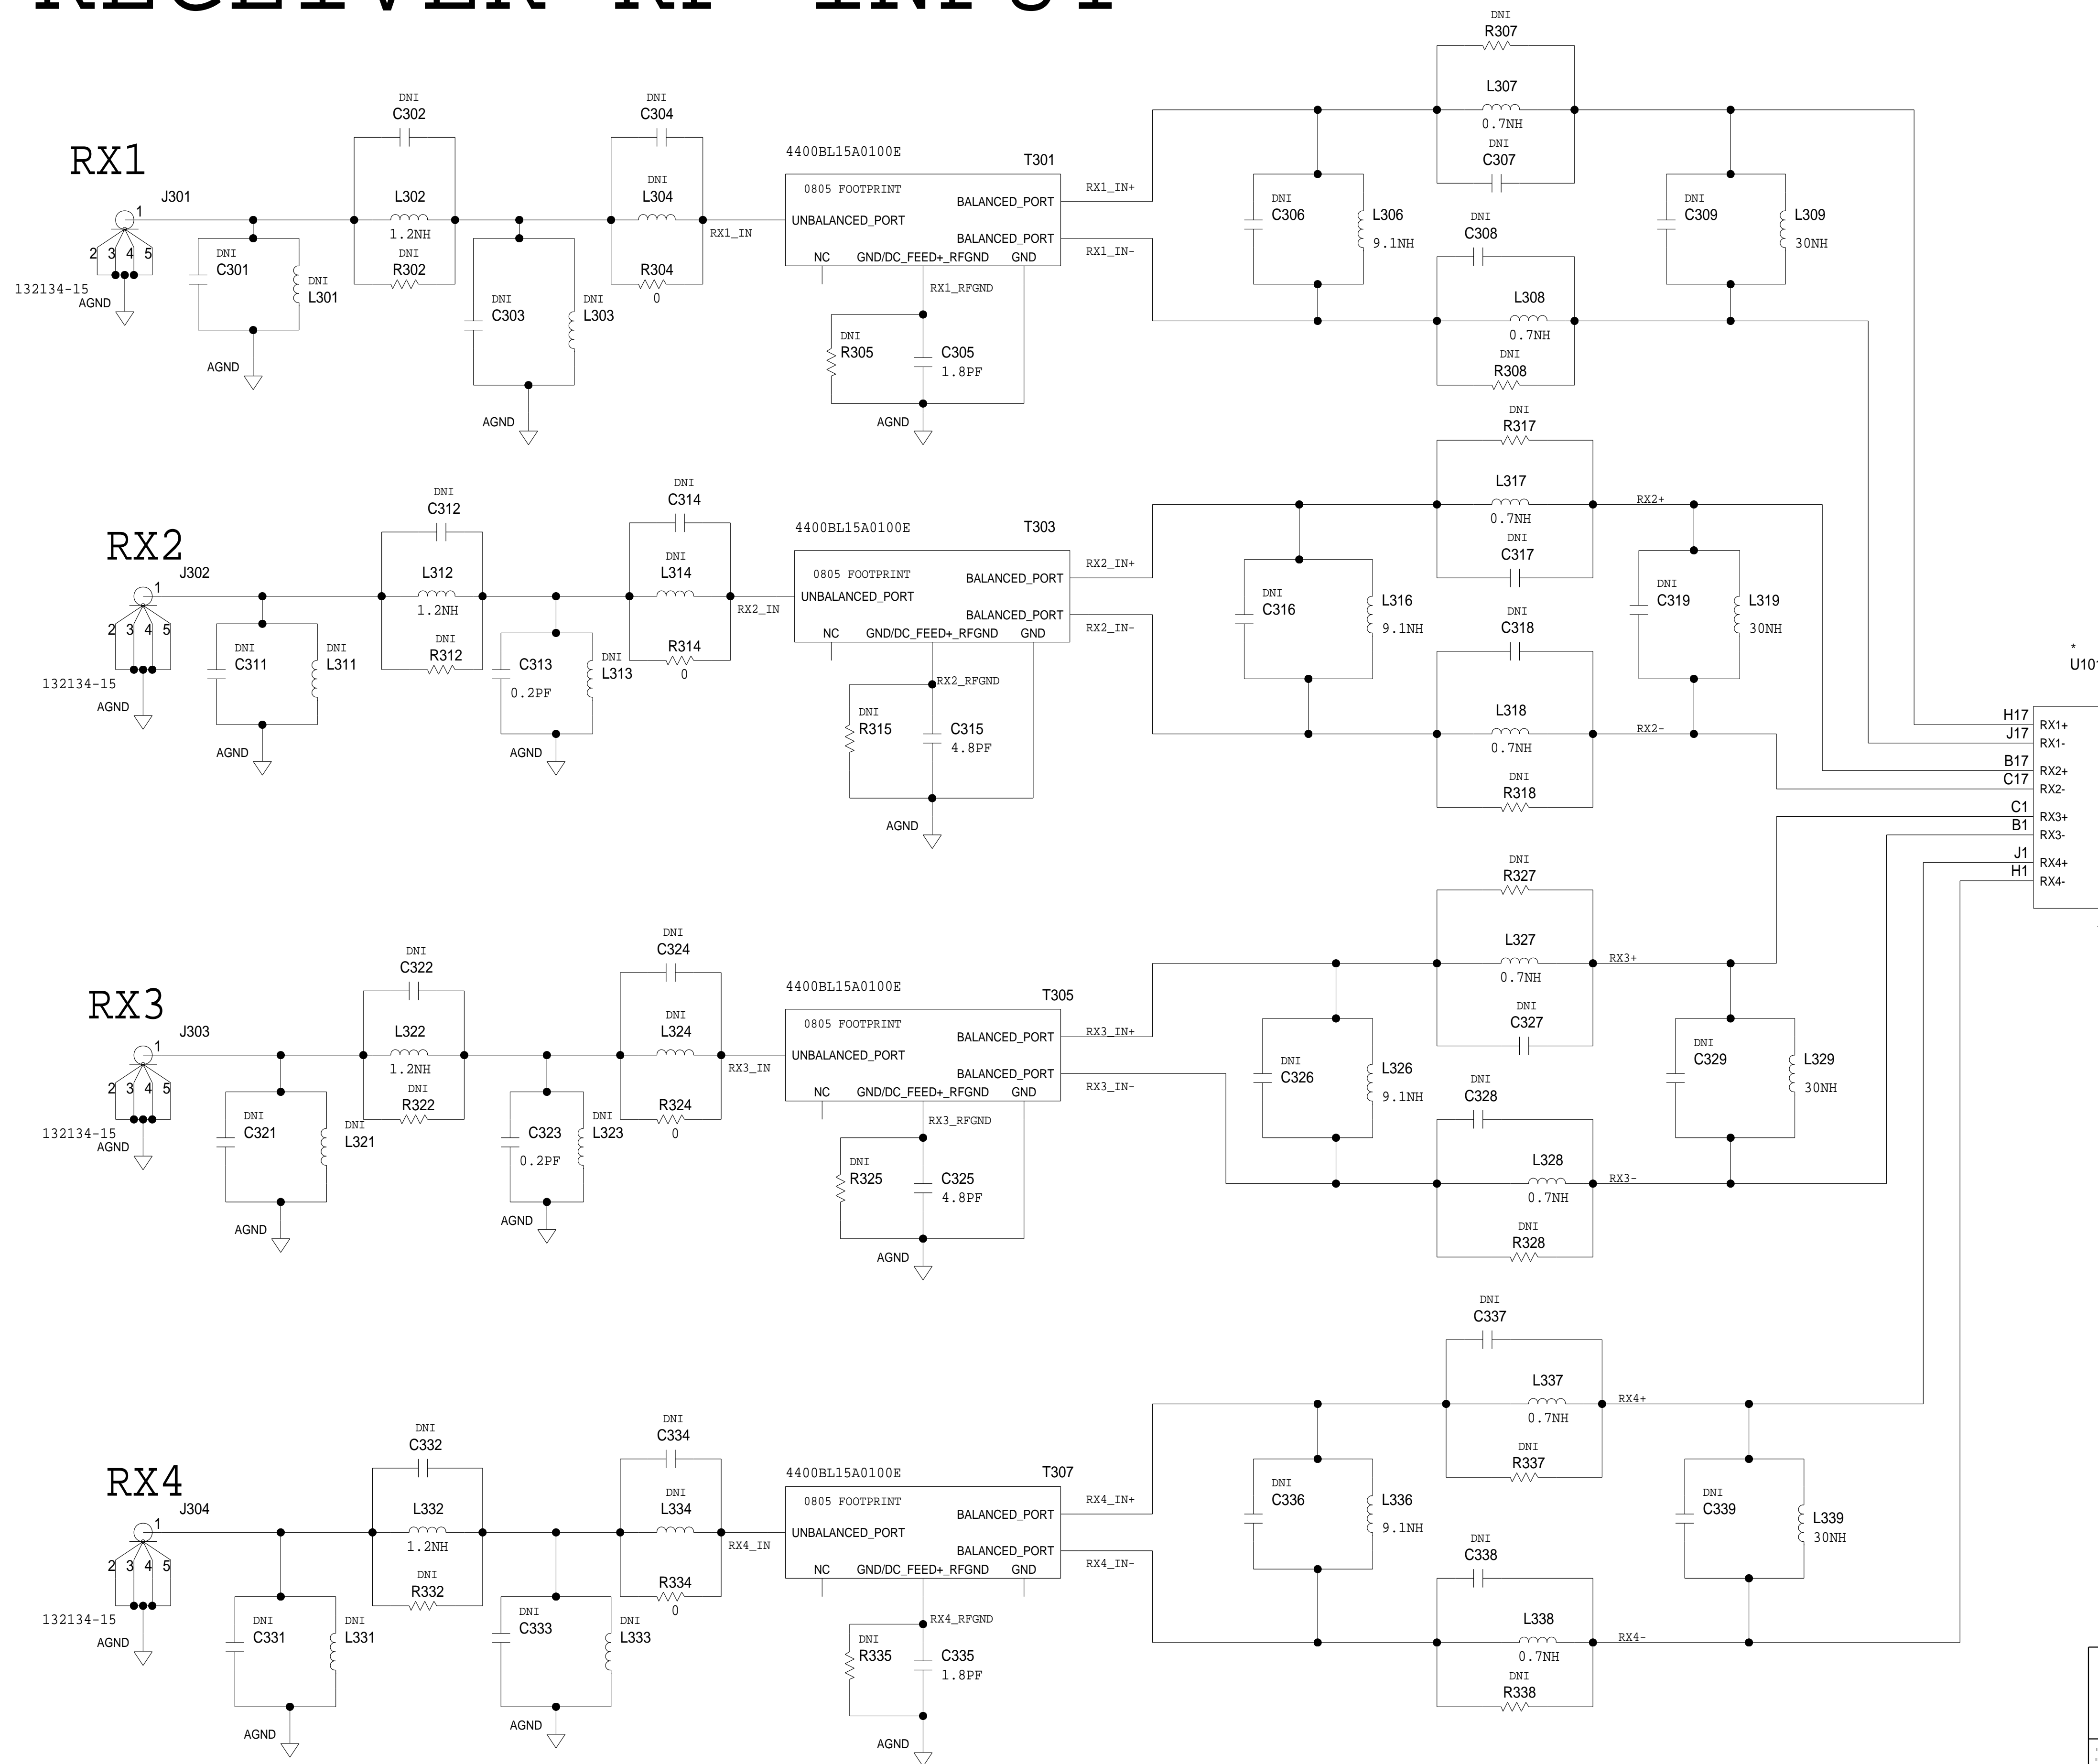 RECEIVER RF INPUT
RX1
J301
1
2 3 4 5
132134-15
AGND
DNI
C301
DNI
L301
AGND
DNI
C302
L302
1.2NH
DNI
R302
DNI
C303
DNI
L303
AGND
DNI
C304
DNI
L304
R304
0
RX1_IN
4400BL15A0100E
T301
0805 FOOTPRINT
UNBALANCED_PORT
BALANCED_PORT
BALANCED_PORT
NC
GND/DC_FEED+_RFGND
GND
RX1_IN+
RX1_IN-
RX1_RFGND
DNI
R305
C305
1.8PF
AGND
DNI
C306
L306
9.1NH
DNI
R307
L307
0.7NH
DNI
C307
DNI
C308
L308
0.7NH
DNI
R308
DNI
C309
L309
30NH
RX2
J302
1
2 3 4 5
132134-15
AGND
DNI
C311
DNI
L311
AGND
DNI
C312
L312
1.2NH
DNI
R312
C313
0.2PF
DNI
L313
AGND
DNI
C314
DNI
L314
R314
0
RX2_IN
4400BL15A0100E
T303
0805 FOOTPRINT
UNBALANCED_PORT
BALANCED_PORT
BALANCED_PORT
NC
GND/DC_FEED+_RFGND
GND
RX2_IN+
RX2_IN-
RX2_RFGND
DNI
R315
C315
4.8PF
AGND
DNI
C316
L316
9.1NH
DNI
R317
L317
0.7NH
DNI
C317
DNI
C318
L318
0.7NH
DNI
R318
RX2+
RX2-
DNI
C319
L319
30NH
*
H17
RX1+
J17
RX1-
B17
RX2+
C17
RX2-
C1
RX3+
B1
RX3-
J1
RX4+
H1
RX4-
RX3
J303
1
2 3 4 5
132134-15
AGND
DNI
C321
DNI
L321
AGND
DNI
C322
L322
1.2NH
DNI
R322
C323
0.2PF
DNI
L323
AGND
DNI
C324
DNI
L324
R324
0
RX3_IN
4400BL15A0100E
T305
0805 FOOTPRINT
UNBALANCED_PORT
BALANCED_PORT
BALANCED_PORT
NC
GND/DC_FEED+_RFGND
GND
RX3_IN+
RX3_IN-
RX3_RFGND
DNI
R325
C325
4.8PF
AGND
DNI
C326
L326
9.1NH
DNI
R327
L327
0.7NH
DNI
C327
DNI
C328
L328
0.7NH
DNI
R328
RX3+
RX3-
DNI
C329
L329
30NH
RX4
J304
1
2 3 4 5
132134-15
AGND
DNI
C331
DNI
L331
AGND
DNI
C332
L332
1.2NH
DNI
R332
DNI
C333
DNI
L333
AGND
DNI
C334
DNI
L334
R334
0
RX4_IN
4400BL15A0100E
T307
0805 FOOTPRINT
UNBALANCED_PORT
BALANCED_PORT
BALANCED_PORT
NC
GND/DC_FEED+_RFGND
GND
RX4_IN+
RX4_IN-
RX4_RFGND
DNI
R335
C335
1.8PF
AGND
DNI
C336
L336
9.1NH
DNI
C337
L337
0.7NH
DNI
R337
DNI
C338
L338
0.7NH
DNI
R338
RX4+
RX4-
DNI
C339
L339
30NH